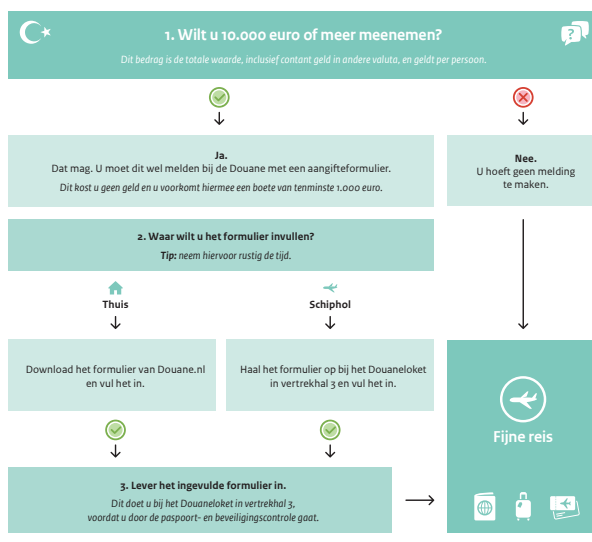 1. Wilt u 10.000 euro of meer meenemen?
?
Dit bedrag is de totale waarde, inclusief contant geld in andere valuta, en geldt per persoon.
Ja.
Dat mag. U moet dit wel melden bij de Douane met een aangifteformulier.
Dit kost u geen geld en u voorkomt hiermee een boete van tenminste 1.000 euro.
Nee.
U hoeft geen melding
te maken.
2. Waar wilt u het formulier invullen?
Tip: neem hiervoor rustig de tijd.
Thuis
Schiphol
Download het formulier van Douane.nl
en vul het in.
Haal het formulier op bij het Douaneloket
in vertrekhal 3 en vul het in.
3. Lever het ingevulde formulier in.
Dit doet u bij het Douaneloket in vertrekhal 3,
voordat u door de paspoort- en beveiligingscontrole gaat.
Fijne reis